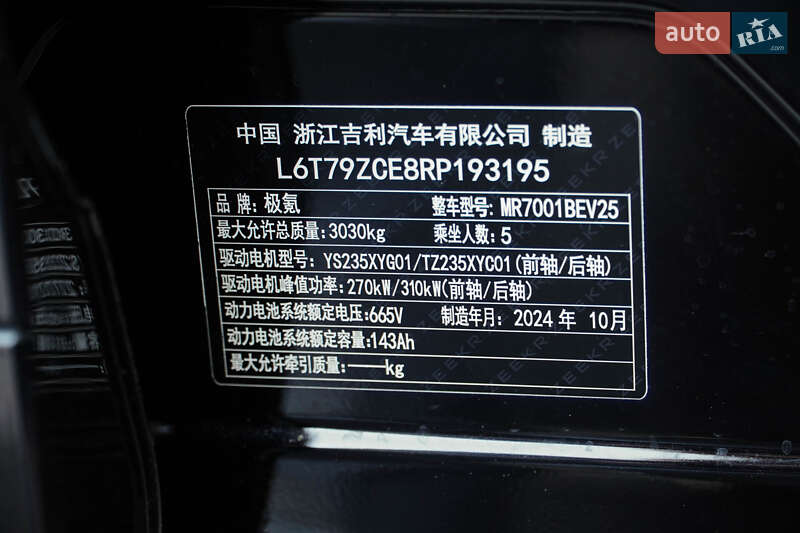 auto RIA .com
中国 浙江吉利汽车有限公司 制造
L6T79ZCE8RP193195
品牌:极氪 整车型号: MR7001BEV25
最大允许总质量:3030kg 乘坐人数:5
驱动电机型号: YS235XYG01/TZ235XYC01(前轴/后轴)
驱动电机峰值功率:270kW/310kW(前轴/后轴)
动力电池系统额定电压:665V 制造年月: 2024年 10月
动力电池系统额定容量:143Ah
最大允许牵引质量:——kg